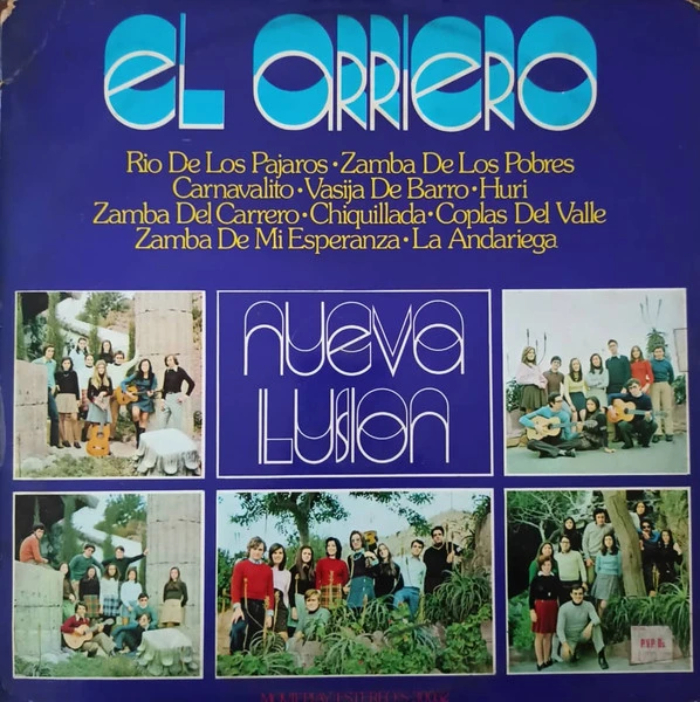 EL ARRIERO
Rio De Los Pajaros • Zamba De Los Pobres
Carnavalito • Vasija De Barro • Huri
Zamba Del Carrero • Chiquillada • Coplas Del Valle
Zamba De Mi Esperanza • La Andariega
NUEVA
ILUSION